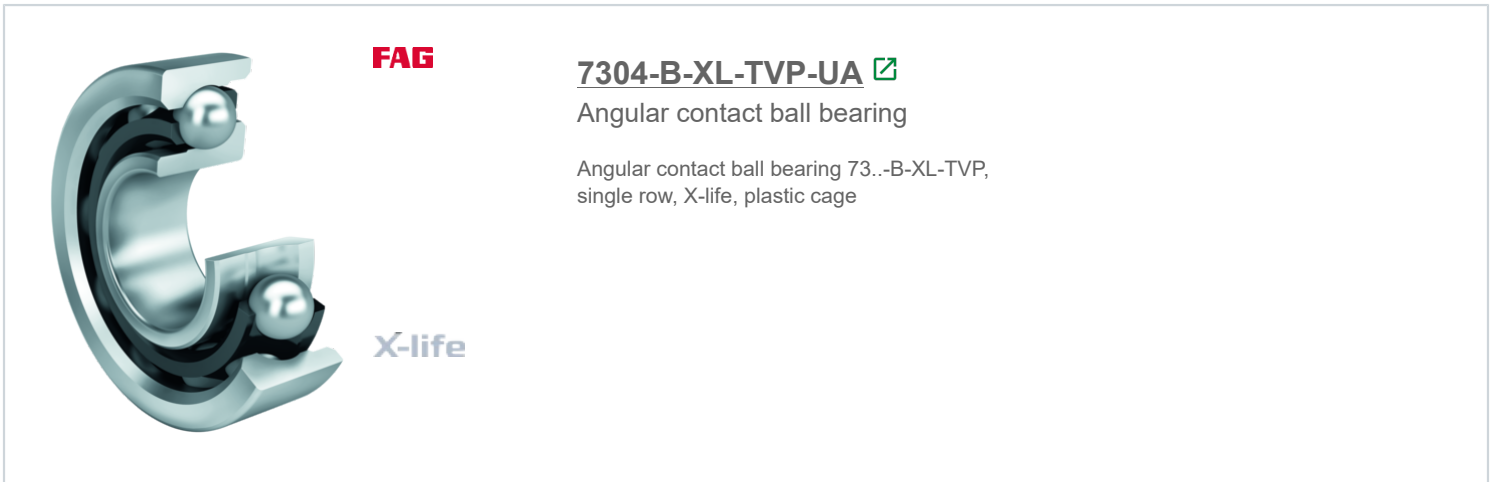 FAG
7304-B-XL-TVP-UA
Angular contact ball bearing
Angular contact ball bearing 73..-B-XL-TVP,
single row, X-life, plastic cage
X-life